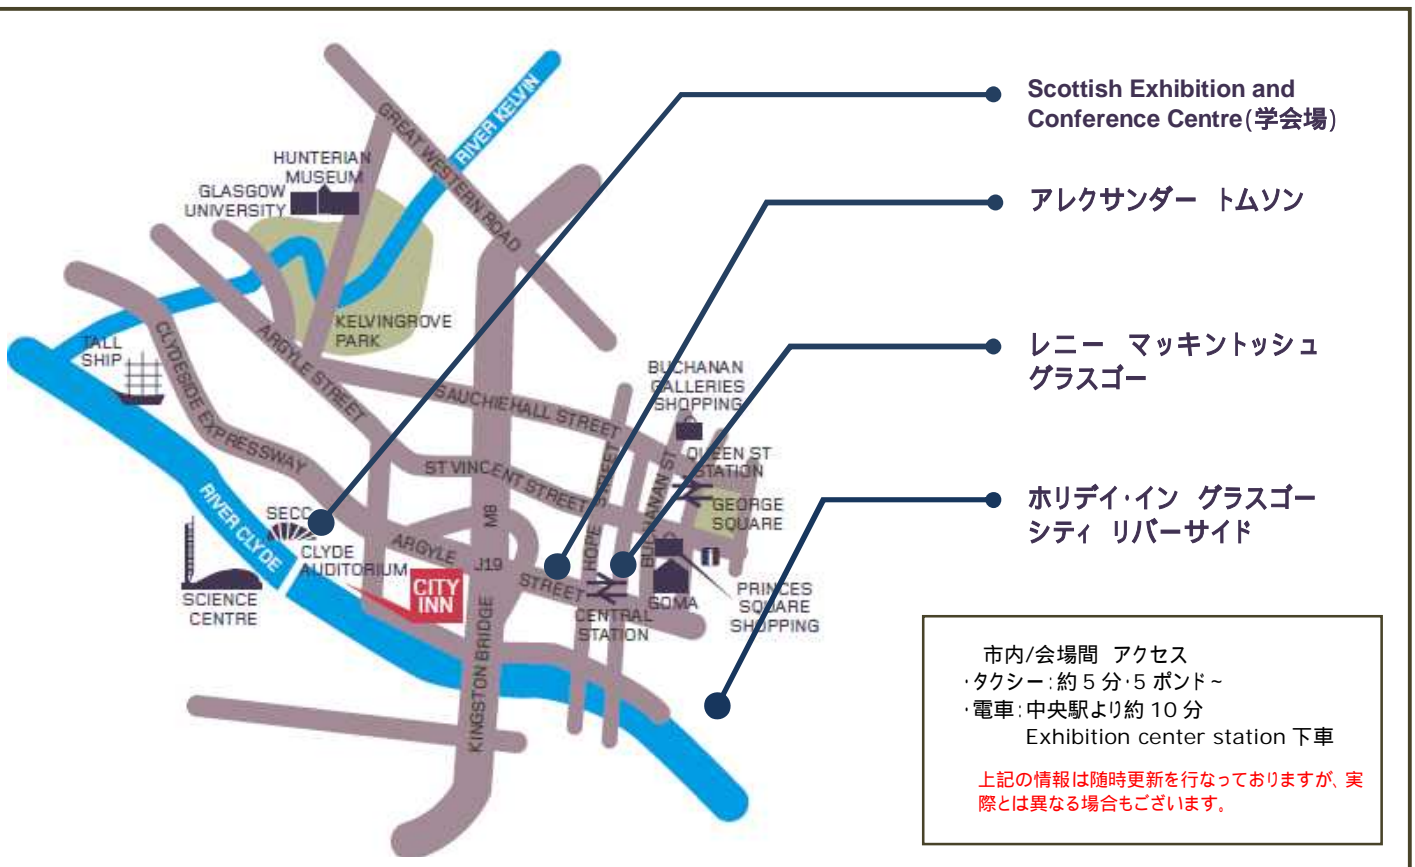 Scottish Exhibition and
Conference Centre(学会場)
アレクサンダー トムソン
レニー マッキントッシュ
グラスゴー
ホリデイ・イン グラスゴー
シティ リバーサイド
市内/会場間 アクセス
・タクシー:約5分・5ポンド~
・電車:中央駅より約10分
Exhibition center station 下車
上記の情報は随時更新を行なっておりますが、実
際とは異なる場合もございます。
RIVER KELVIN
GREAT WESTERN ROAD
HUNTERIAN
MUSEUM
GLASGOW
UNIVERSITY
KELVINGROVE
PARK
TALL
SHIP
CLYDESIDE EXPRESSWAY
ARGYLE STREET
SAUCHIEHALL STREET
BUCHANAN
GALLERIES
SHOPPING
ST VINCENT STREET
QUEEN ST
STATION
GEORGE
SQUARE
HOPE STREET
BUCHANAN ST
M8
J19
RIVER CLYDE
SECC
CLYDE
AUDITORIUM
ARGYLE STREET
CITY
INN
SCIENCE
CENTRE
CENTRAL
STATION
GOMA
i
PRINCES
SQUARE
SHOPPING
KINGSTON BRIDGE